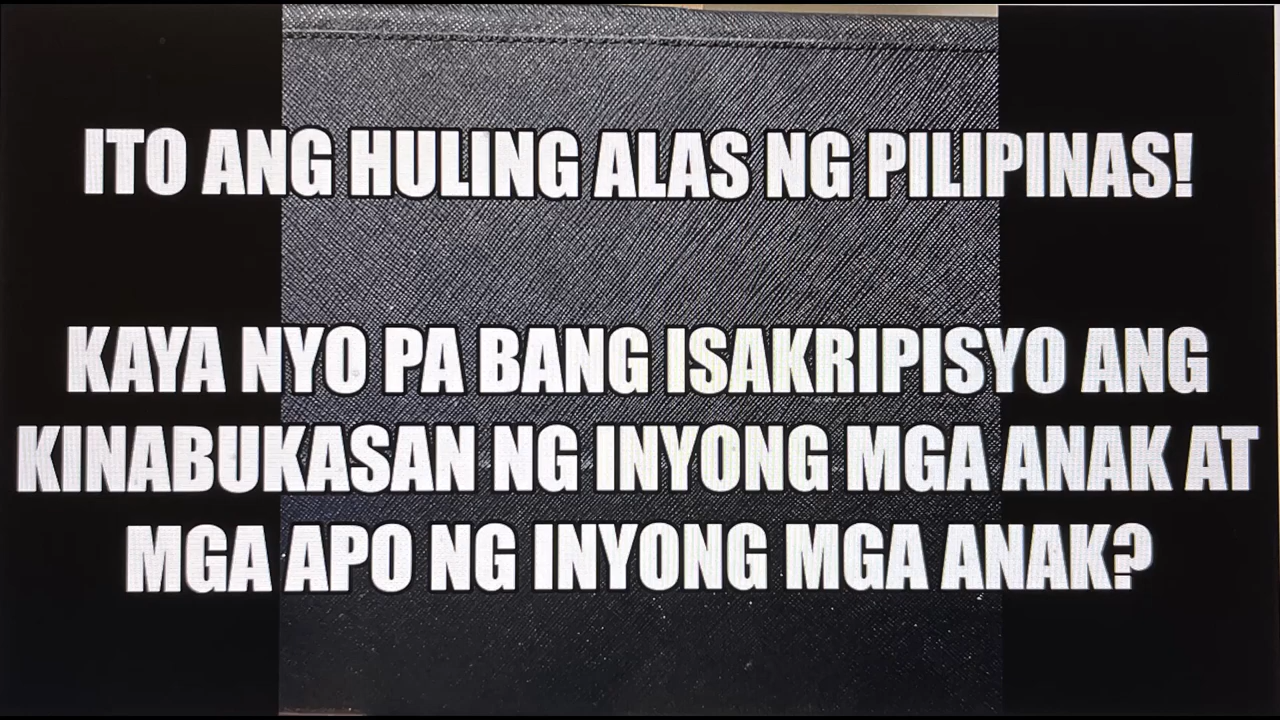 ITO ANG HULING ALAS NG PILIPINAS!
KAYA NYO PA BANG ISAKRIPISYO ANG
KINABUKASAN NG INYONG MGA ANAK AT
MGA APO NG INYONG MGA ANAK?